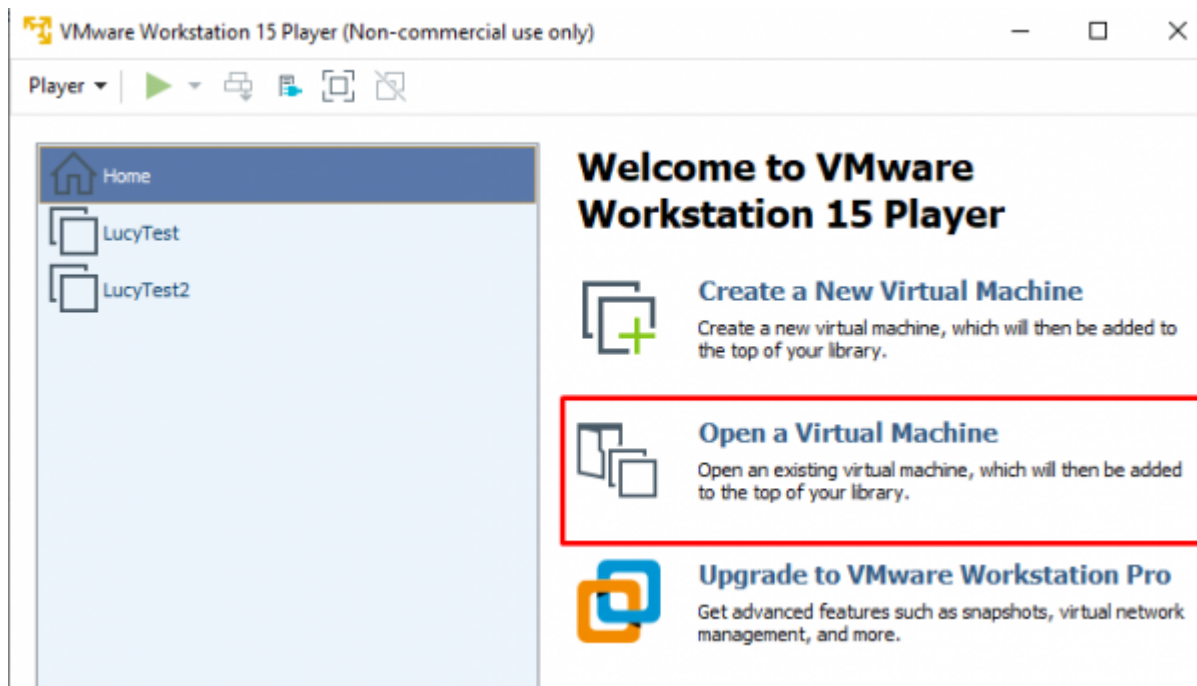 VMware Workstation 15 Player (Non-commercial use only)
Player
Home
LucyTest
LucyTest2
Welcome to VMware
Workstation 15 Player
Create a New Virtual Machine
Create a new virtual machine, which will then be added to
the top of your library.
Open a Virtual Machine
Open an existing virtual machine, which will then be added
to the top of your library.
Upgrade to VMware Workstation Pro
Get advanced features such as snapshots, virtual network
management, and more.